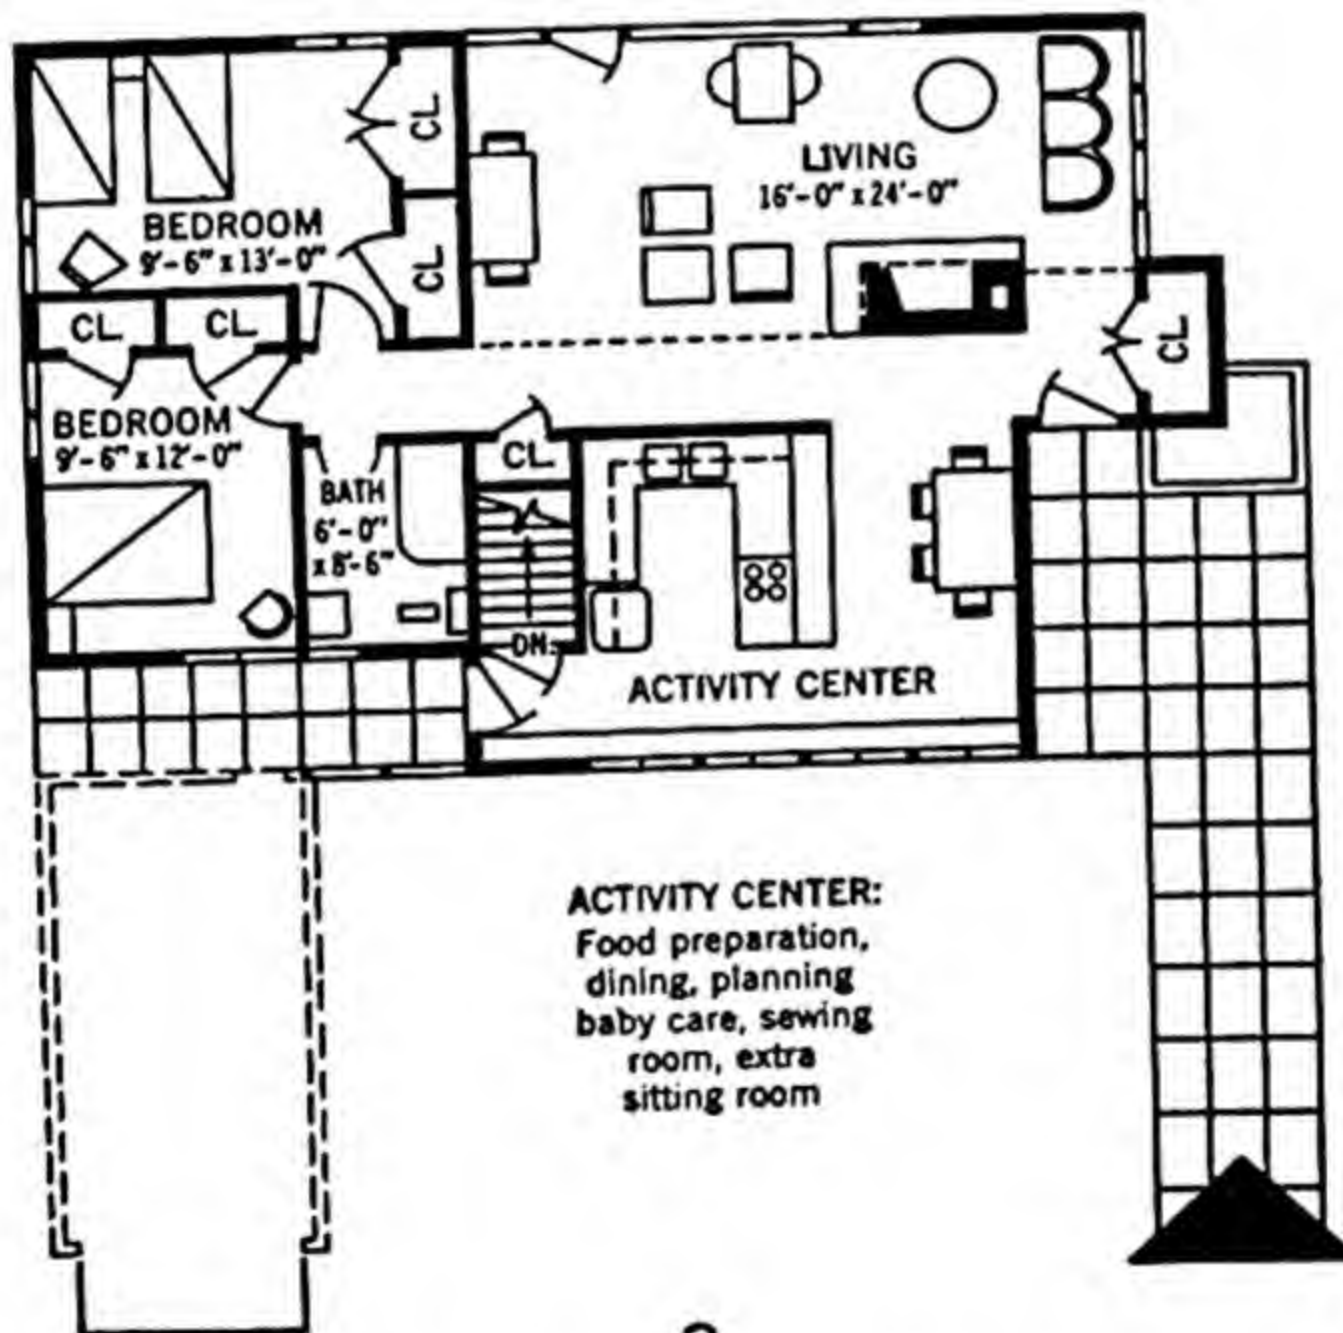 CL
LIVING
16'-0" x 24'-0"
BEDROOM
9'-6" x 13'-0"
CL
CL
CL
CL
BEDROOM
9'-6" x 12'-0"
CL
BATH
6'-0"
x 8'-6"
DN.
ACTIVITY CENTER
ACTIVITY CENTER:
Food preparation,
dining, planning
baby care, sewing
room, extra
sitting room